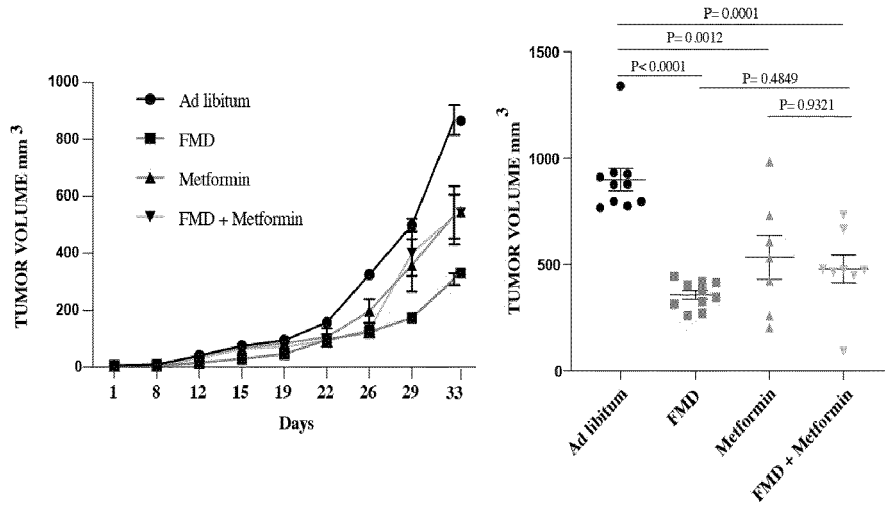 TUMOR VOLUME mm 3
1000
800
600
400
200
0
Ad libitum
FMD
Metformin
FMD + Metformin
1 8 12 15 19 22 26 29 33
Days
P= 0.0001
P= 0.0012
P< 0.0001
P= 0.4849
P= 0.9321
TUMOR VOLUME mm 3
1500
1000
500
0
Ad libitum
FMD
Metformin
FMD + Metformin